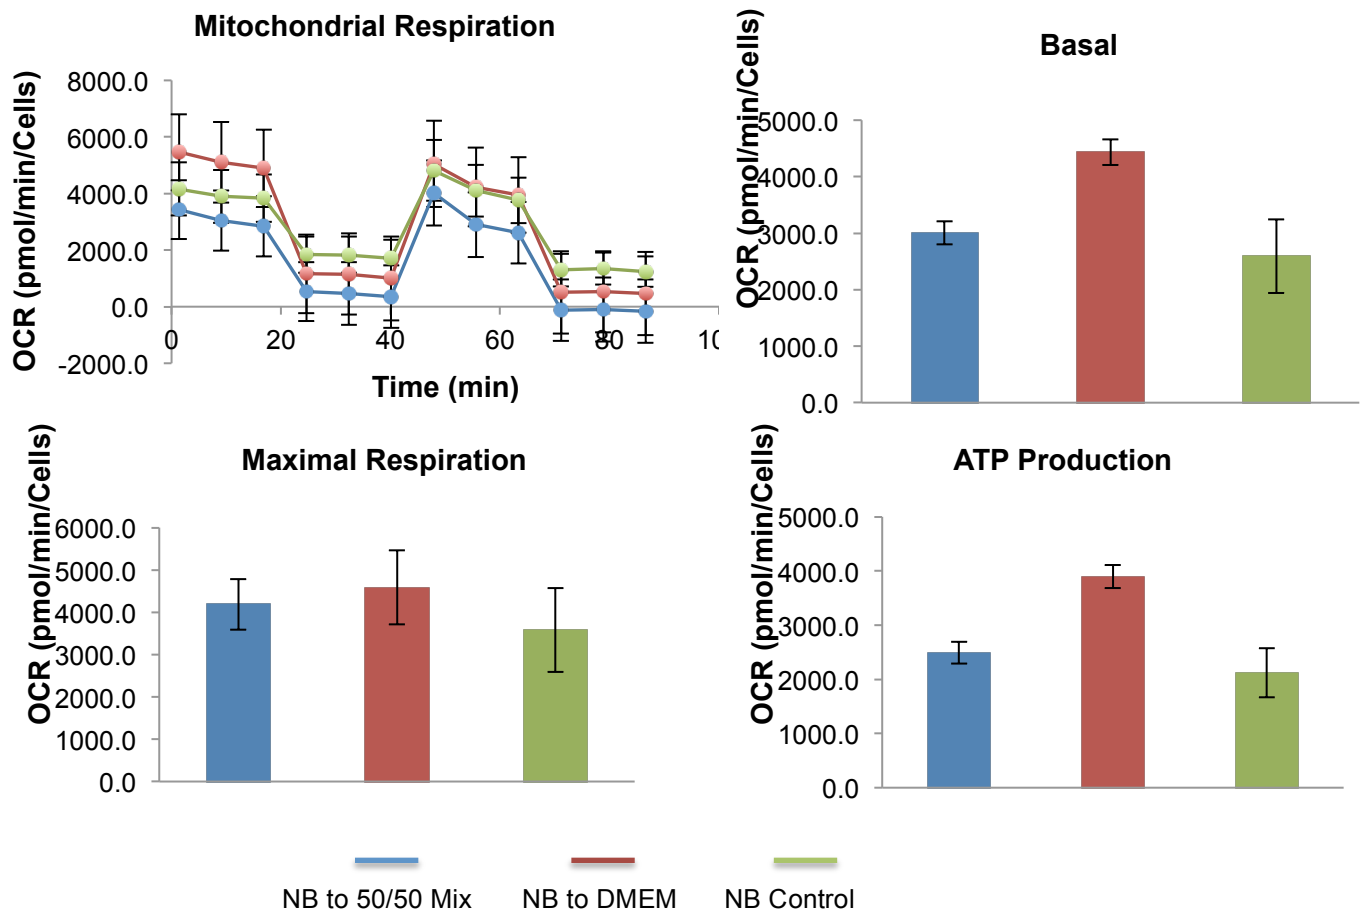 Mitochondrial Respiration
OCR (pmol/min/Cells)
8000.0
6000.0
4000.0
2000.0
0.0
-2000.0
0 20 40 60 80 10
Time (min)
Basal
OCR (pmol/min/Cells)
5000.0
4000.0
3000.0
2000.0
1000.0
0.0
Maximal Respiration
OCR (pmol/min/Cells)
6000.0
5000.0
4000.0
3000.0
2000.0
1000.0
0.0
ATP Production
OCR (pmol/min/Cells)
5000.0
4000.0
3000.0
2000.0
1000.0
0.0
NB to 50/50 Mix NB to DMEM NB Control